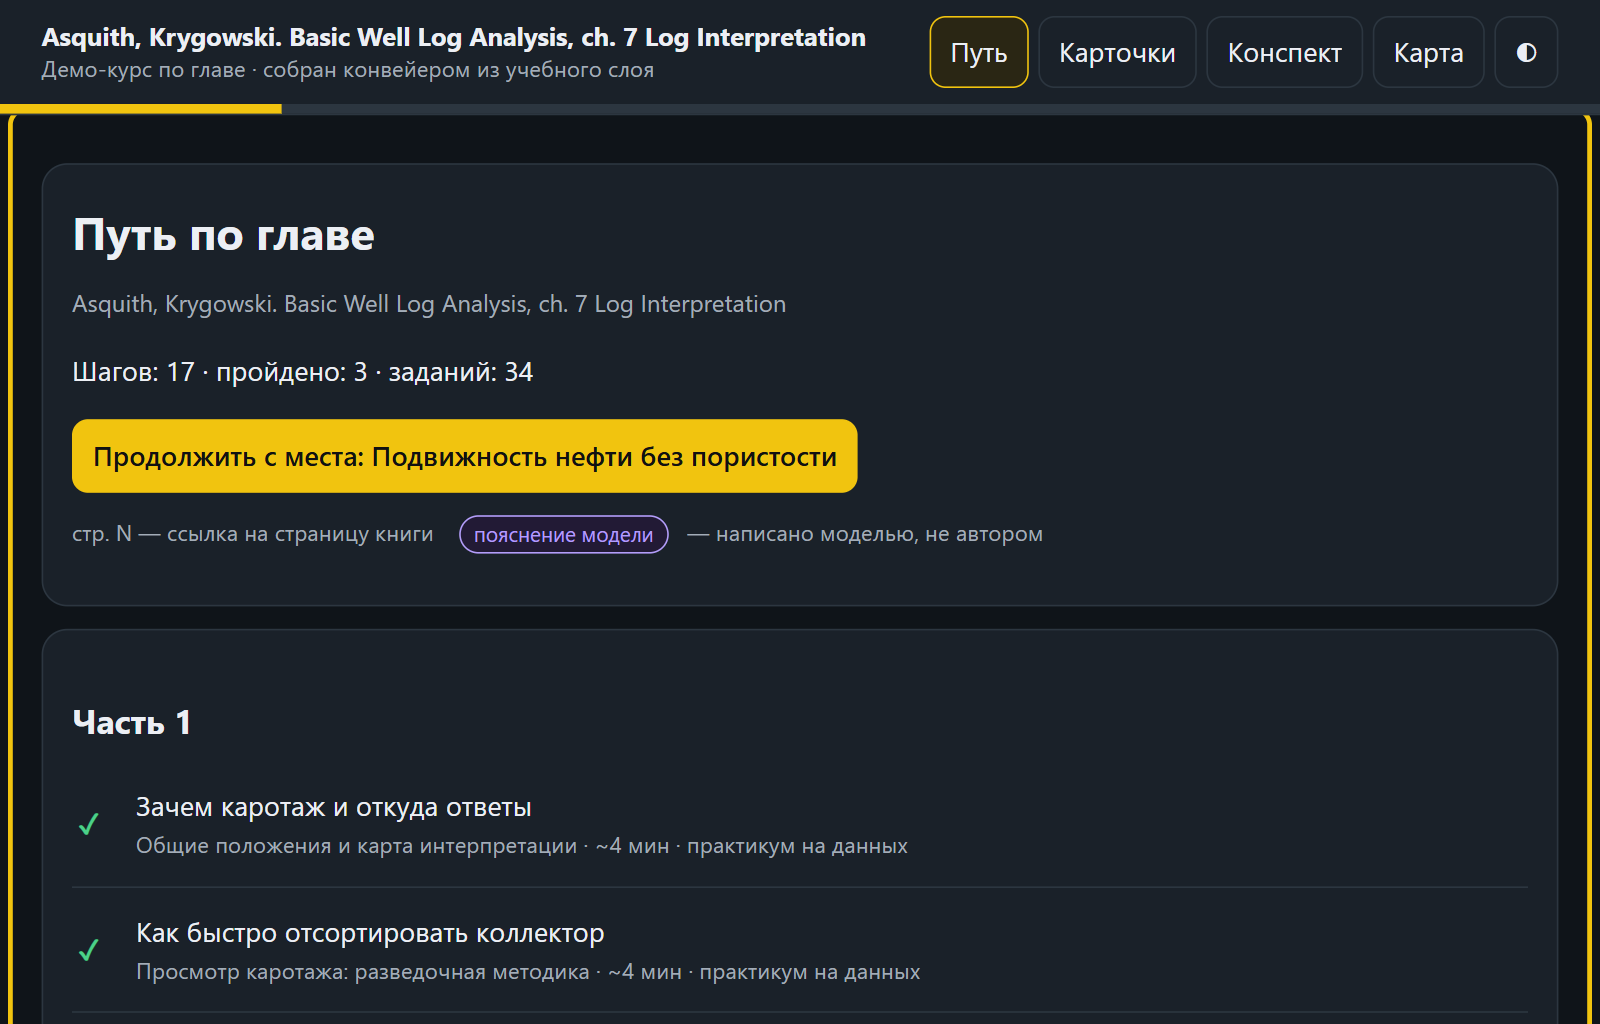 Asquith, Krygowski. Basic Well Log Analysis, ch. 7 Log Interpretation
Демо-курс по главе · собран конвейером из учебного слоя
Путь
Карточки
Конспект
Карта
Путь по главе
Asquith, Krygowski. Basic Well Log Analysis, ch. 7 Log Interpretation
Шагов: 17 · пройдено: 3 · заданий: 34
Продолжить с места: Подвижность нефти без пористости
стр. N — ссылка на страницу книги пояснение модели — написано моделью, не автором
Часть 1
Зачем каротаж и откуда ответы
Общие положения и карта интерпретации · ~4 мин · практикум на данных
Как быстро отсортировать коллектор
Просмотр каротажа: разведочная методика · ~4 мин · практикум на данных